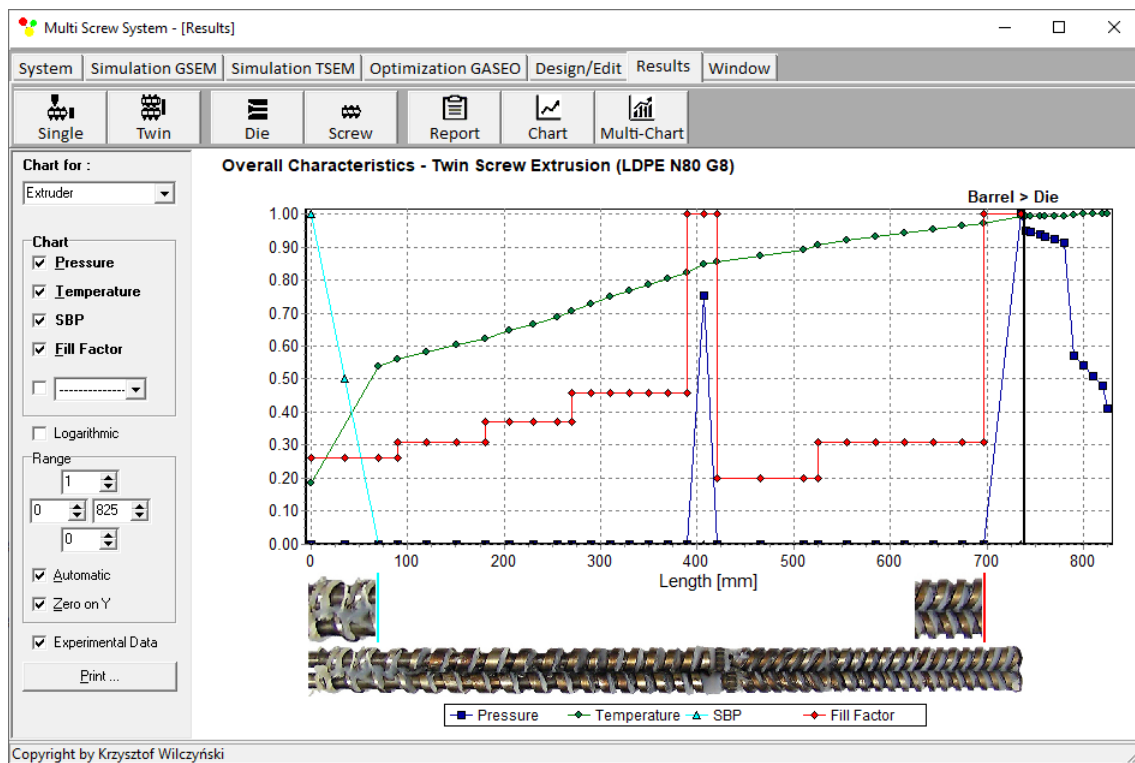 Multi Screw System - [Results]
System Simulation GSEM Simulation TSEM Optimization GASEO Design/Edit Results Window
Single Twin Die Screw Report Chart Multi-Chart
Chart for :
Extruder
Chart
Pressure
Temperature
SBP
Fill Factor
---------------
Logarithmic
Range
1
0 825
0
Automatic
Zero on Y
Experimental Data
Print ...
Overall Characteristics - Twin Screw Extrusion (LDPE N80 G8)
Barrel > Die
1.00
0.90
0.80
0.70
0.60
0.50
0.40
0.30
0.20
0.10
0.00
0 100 200 300 400 500 600 700 800
Length [mm]
Pressure Temperature SBP Fill Factor
Copyright by Krzysztof Wilczyński